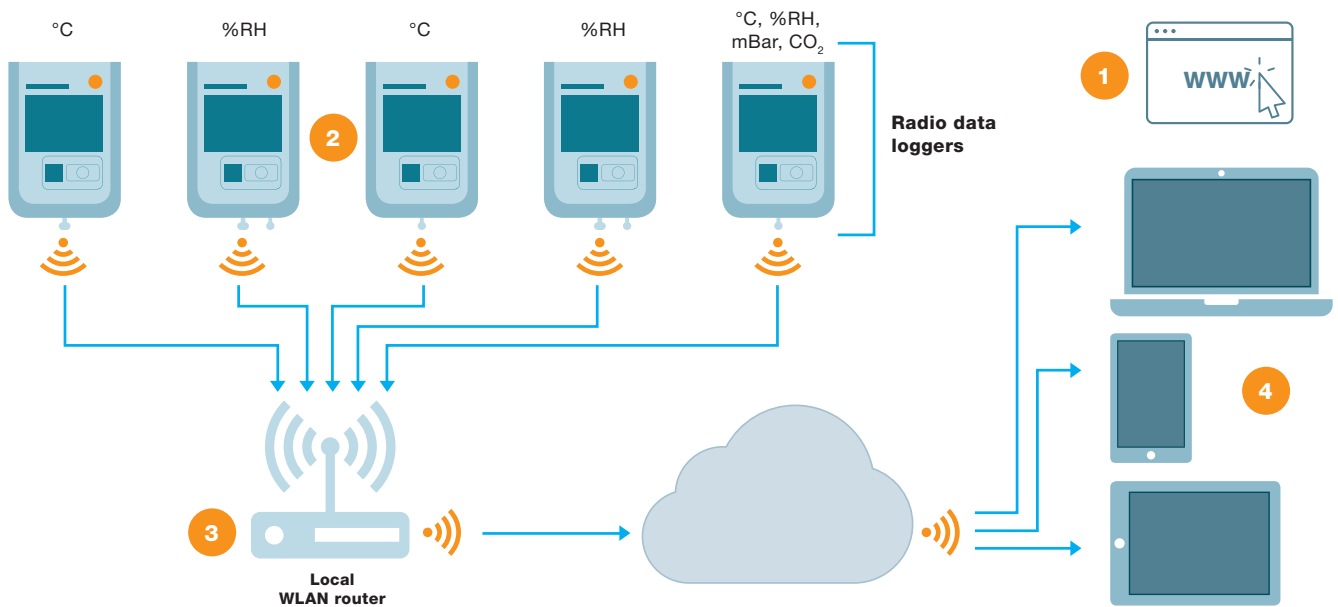 °C
%RH
°C
%RH
°C, %RH,
mBar, CO₂
1
www
2
Radio data
loggers
4
3
Local
WLAN router